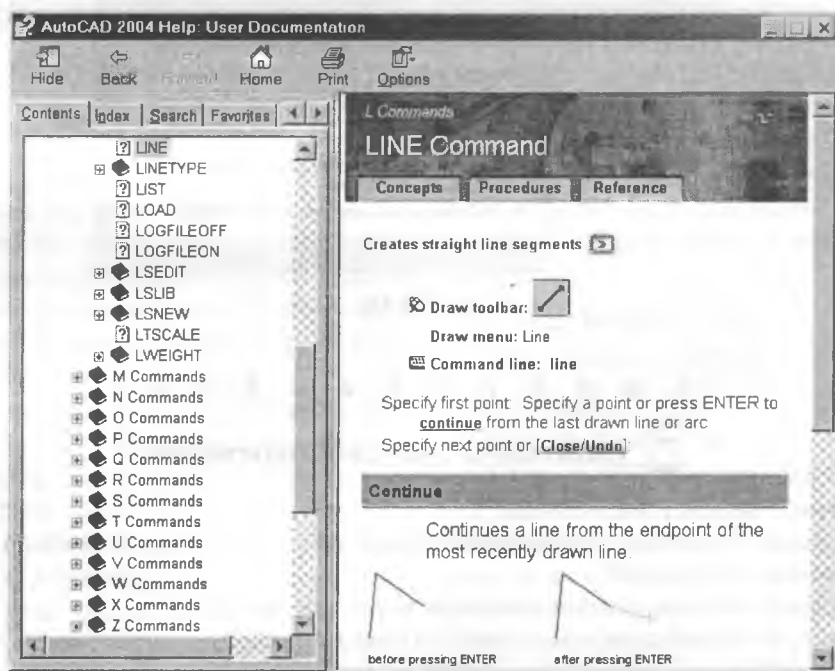 AutoCAD 2004 Help: User Documentation
Hide Back Forward Home Print Options
Contents Index Search Favorites
LINE
LINETYPE
LIST
LOAD
LOGFILEOFF
LOGFILEON
LSEDIT
LSLIB
LSNEW
LTSCALE
LWEIGHT
M Commands
N Commands
O Commands
P Commands
Q Commands
R Commands
S Commands
T Commands
U Commands
V Commands
W Commands
X Commands
Z Commands
L Commands
LINE Command
Concepts Procedures Reference
Creates straight line segments
Draw toolbar:
Draw menu: Line
Command line: line
Specify first point: Specify a point or press ENTER to
continue from the last drawn line or arc
Specify next point or [Close/Undo]:
Continue
Continues a line from the endpoint of the
most recently drawn line.
before pressing ENTER
after pressing ENTER